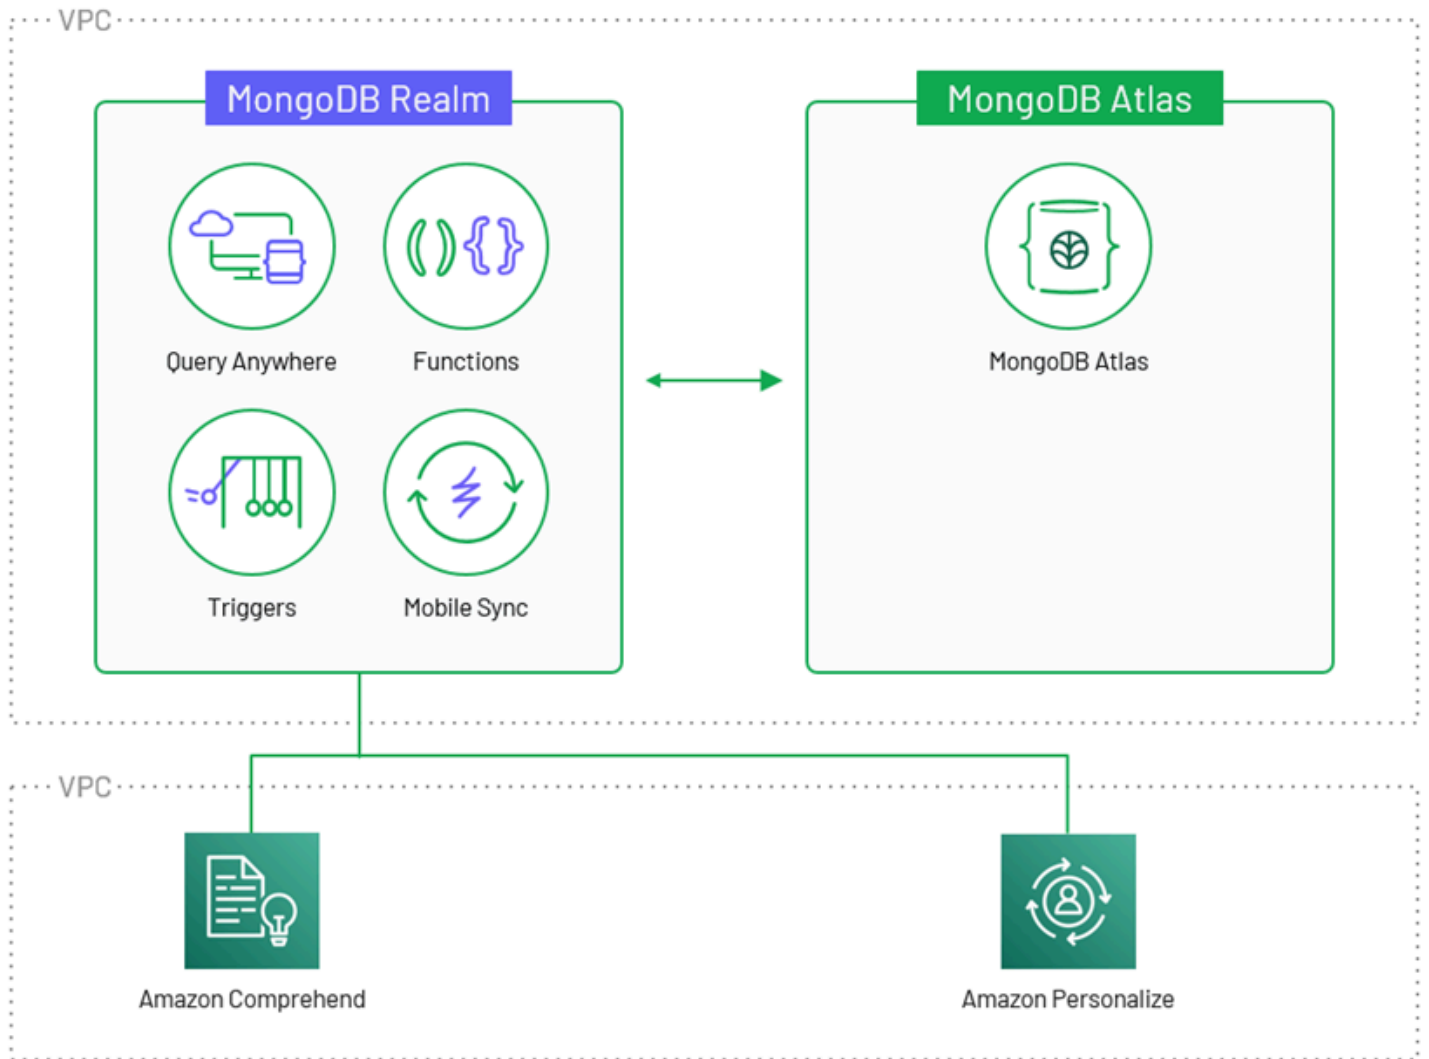 VPC
MongoDB Realm
MongoDB Atlas
Query Anywhere
Functions
MongoDB Atlas
Triggers
Mobile Sync
VPC
Amazon Comprehend
Amazon Personalize